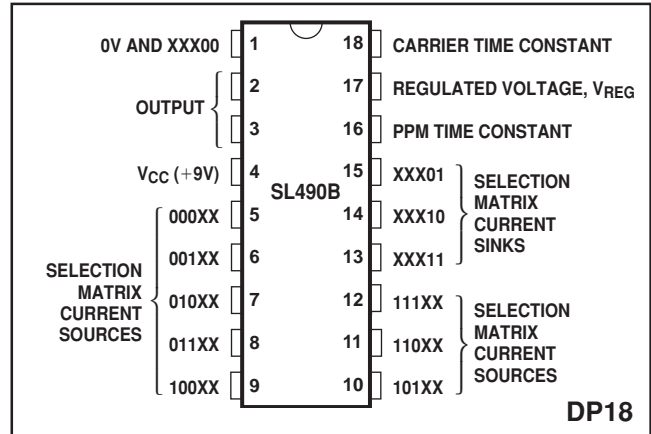 0V AND XXX00 1
OUTPUT
2
3
VCC (+9V) 4
SELECTION
MATRIX
CURRENT
SOURCES
000XX 5
001XX 6
010XX 7
011XX 8
100XX 9
SL490B
18 CARRIER TIME CONSTANT
17 REGULATED VOLTAGE, VREG
16 PPM TIME CONSTANT
15 XXX01
14 XXX10
13 XXX11
SELECTION
MATRIX
CURRENT
SINKS
12 111XX
11 110XX
10 101XX
SELECTION
MATRIX
CURRENT
SOURCES
DP18